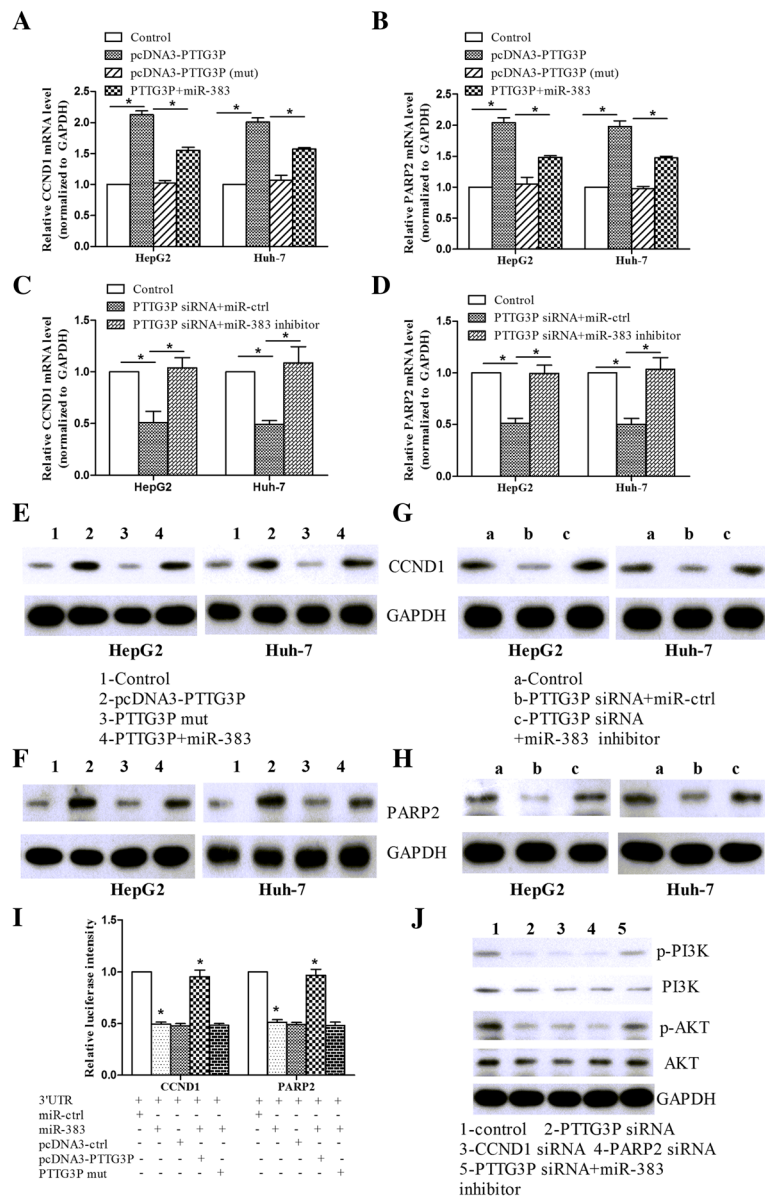 A
Control
pcDNA3-PTTG3P
pcDNA3-PTTG3P (mut)
PTTG3P+miR-383
Relative CCND1 mRNA level
(normalized to GAPDH)
2.5
2.0
1.5
1.0
0.5
0.0
* * * *
HepG2 Huh-7
B
Control
pcDNA3-PTTG3P
pcDNA3-PTTG3P (mut)
PTTG3P+miR-383
Relative PARP2 mRNA level
(normalized to GAPDH)
2.5
2.0
1.5
1.0
0.5
0.0
* * * *
HepG2 Huh-7
C
Control
PTTG3P siRNA+miR-ctrl
PTTG3P siRNA+miR-383 inhibitor
Relative CCND1 mRNA level
(normalized to GAPDH)
1.5
1.0
0.5
0.0
* * * *
HepG2 Huh-7
D
Control
PTTG3P siRNA+miR-ctrl
PTTG3P siRNA+miR-383 inhibitor
Relative PARP2 mRNA level
(normalized to GAPDH)
1.5
1.0
0.5
0.0
* * * *
HepG2 Huh-7
E
1 2 3 4 1 2 3 4
CCND1
GAPDH
HepG2 Huh-7
1-Control
2-pcDNA3-PTTG3P
3-PTTG3P mut
4-PTTG3P+miR-383
G
a b c a b c
HepG2 Huh-7
a-Control
b-PTTG3P siRNA+miR-ctrl
c-PTTG3P siRNA
+miR-383 inhibitor
F
1 2 3 4 1 2 3 4
PARP2
GAPDH
HepG2 Huh-7
H
a b c a b c
HepG2 Huh-7
I
Relative luciferase intensity
1.5
1.0
0.5
0.0
* * * *
CCND1 PARP2
3'UTR + + + + + + + + + +
miR-ctrl + - - - - + - - - -
miR-383 - + + + + - + + + +
pcDNA3-ctrl - - + - - - - + - -
pcDNA3-PTTG3P - - - + - - - - + -
PTTG3P mut - - - - + - - - - +
J
1 2 3 4 5
p-PI3K
PI3K
p-AKT
AKT
GAPDH
1-control 2-PTTG3P siRNA
3-CCND1 siRNA 4-PARP2 siRNA
5-PTTG3P siRNA+miR-383
inhibitor